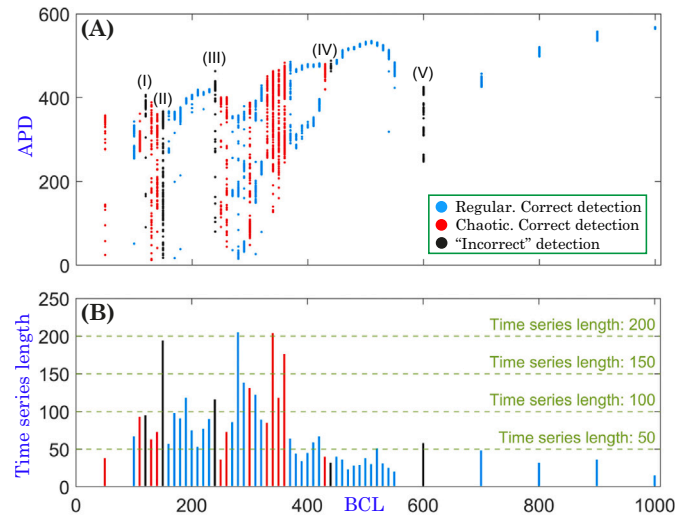 (A)
600
400
200
0
APD
(I)
(II)
(III)
(IV)
(V)
Regular. Correct detection
Chaotic. Correct detection
“Incorrect” detection
(B)
250
200
150
100
50
0
Time series length
Time series length: 200
Time series length: 150
Time series length: 100
Time series length: 50
0 200 400 600 800 1000
BCL